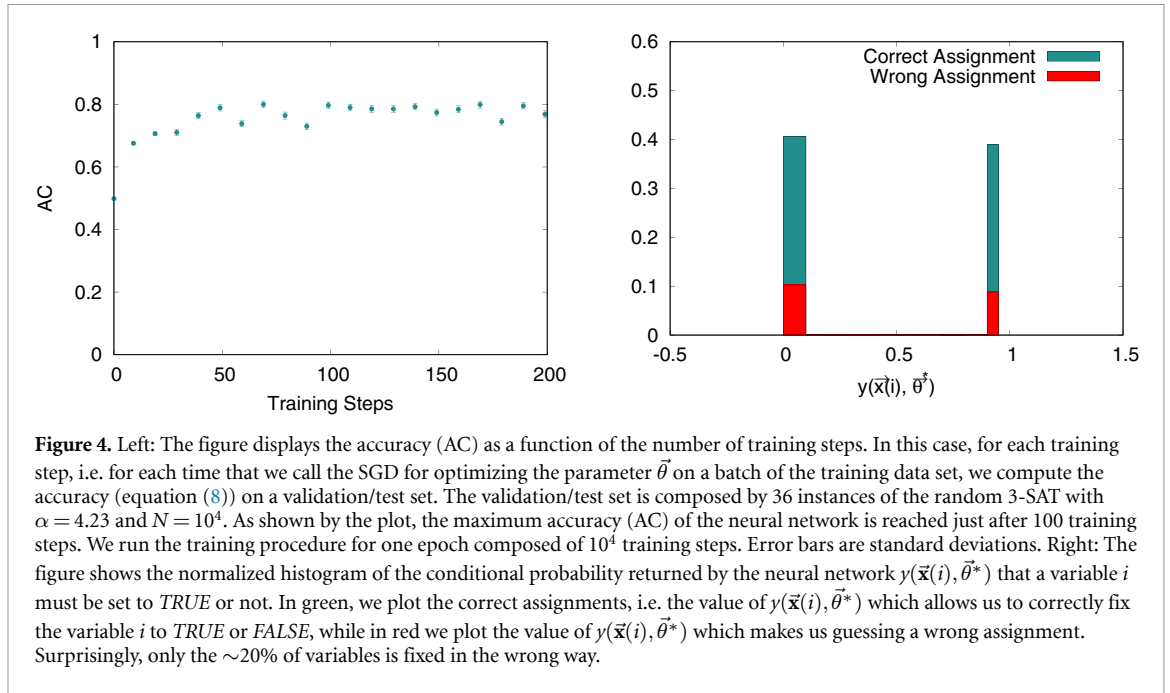 1
0.8
0.6
0.4
0.2
0
AC
0 50 100 150 200
Training Steps
0.6
0.5
0.4
0.3
0.2
0.1
0
Correct Assignment
Wrong Assignment
-0.5 0 0.5 1 1.5
y(x⃗(i), θ⃗*)
Figure 4. Left: The figure displays the accuracy (AC) as a function of the number of training steps. In this case, for each training
step, i.e. for each time that we call the SGD for optimizing the parameter θ⃗ on a batch of the training data set, we compute the
accuracy (equation (8)) on a validation/test set. The validation/test set is composed by 36 instances of the random 3-SAT with
α = 4.23 and N = 10⁴. As shown by the plot, the maximum accuracy (AC) of the neural network is reached just after 100 training
steps. We run the training procedure for one epoch composed of 10⁴ training steps. Error bars are standard deviations. Right: The
figure shows the normalized histogram of the conditional probability returned by the neural network y(x⃗(i), θ⃗*) that a variable i
must be set to TRUE or not. In green, we plot the correct assignments, i.e. the value of y(x⃗(i), θ⃗*) which allows us to correctly fix
the variable i to TRUE or FALSE, while in red we plot the value of y(x⃗(i), θ⃗*) which makes us guessing a wrong assignment.
Surprisingly, only the ∼20% of variables is fixed in the wrong way.